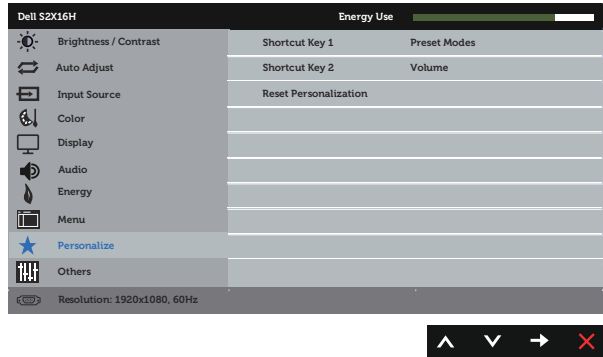 Dell S2X16H Energy Use
Brightness / Contrast Shortcut Key 1 Preset Modes
Auto Adjust Shortcut Key 2 Volume
Input Source Reset Personalization
Color
Display
Audio
Energy
Menu
Personalize
Others
Resolution: 1920x1080, 60Hz